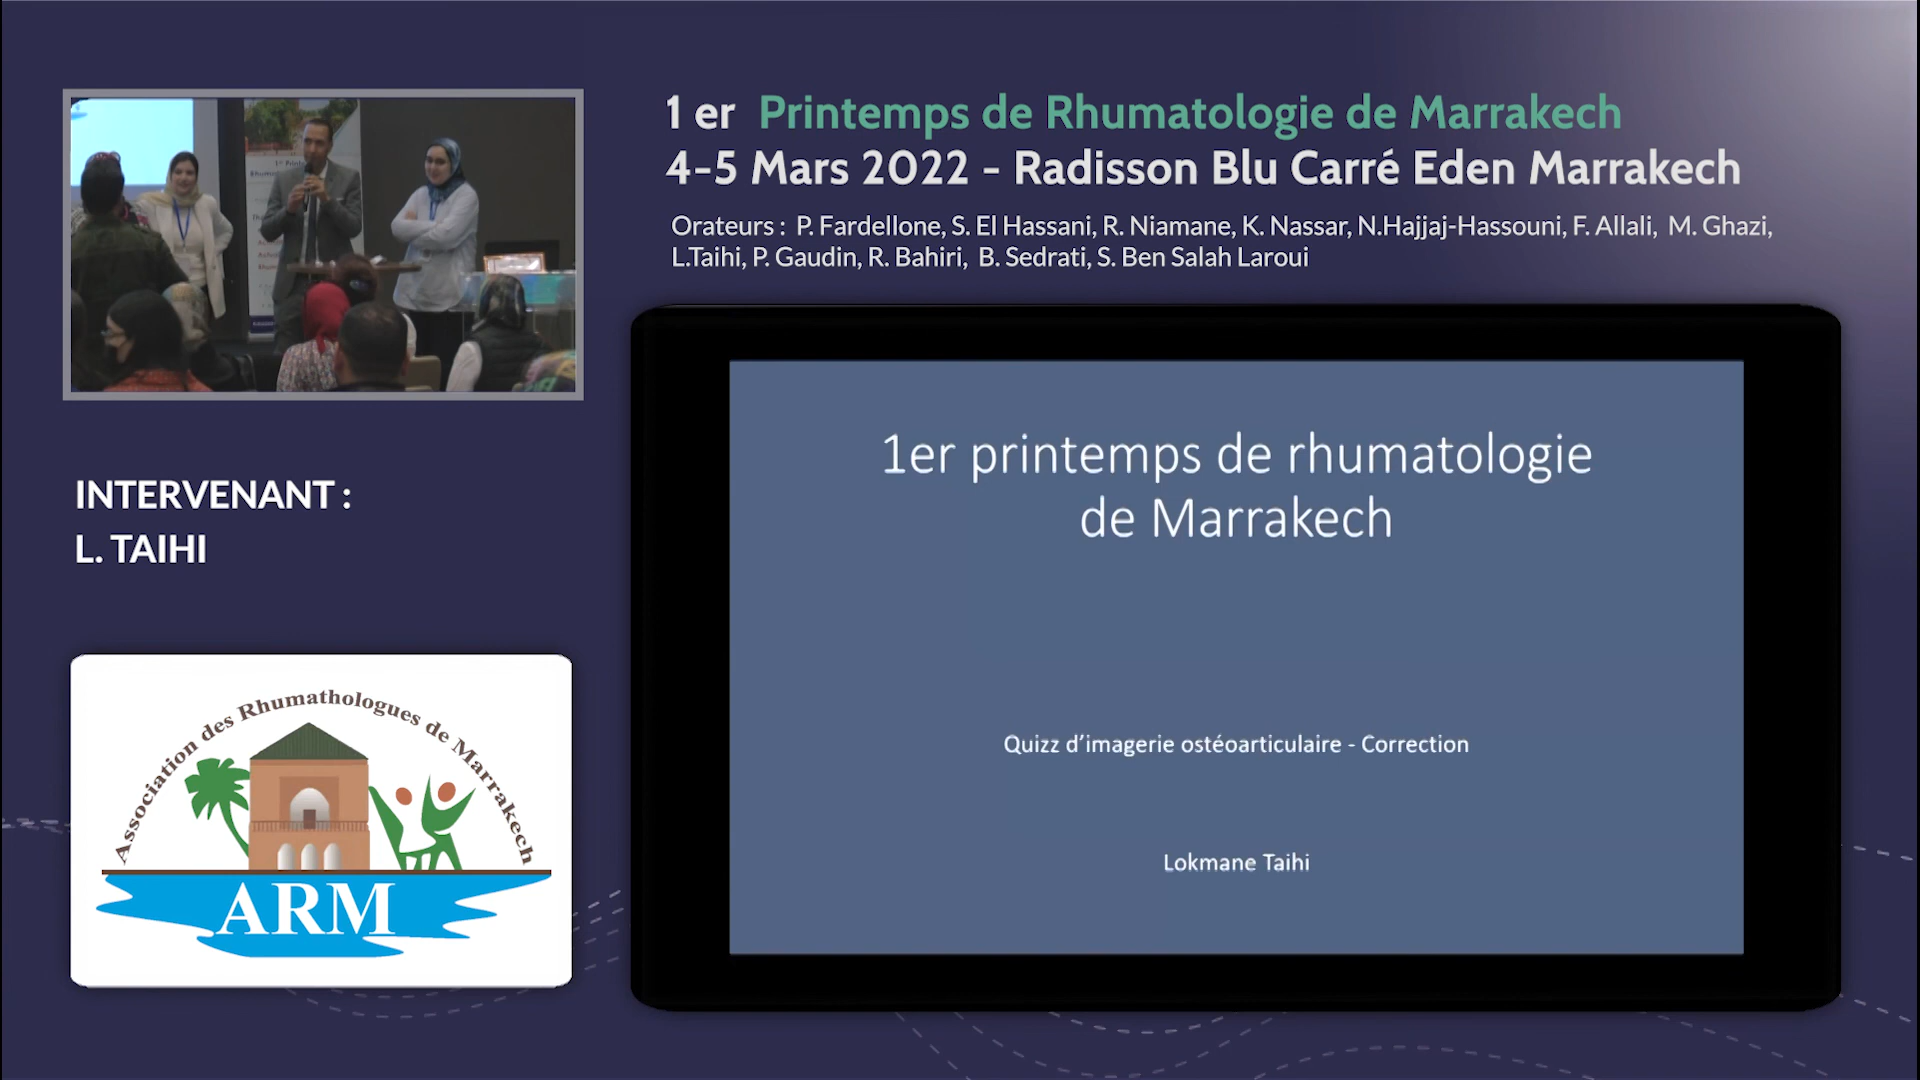 1 er Printemps de Rhumatologie de Marrakech
4-5 Mars 2022 - Radisson Blu Carré Eden Marrakech
Orateurs : P. Fardellone, S. El Hassani, R. Niamane, K. Nassar, N.Hajjaj-Hassouni, F. Allali, M. Ghazi,
L.Taihi, P. Gaudin, R. Bahiri, B. Sedrati, S. Ben Salah Laroui
INTERVENANT :
L. TAIHI
Association des Rhumathologues de Marrakech
ARM
1er printemps de rhumatologie
de Marrakech
Quizz d'imagerie ostéoarticulaire - Correction
Lokmane Taihi